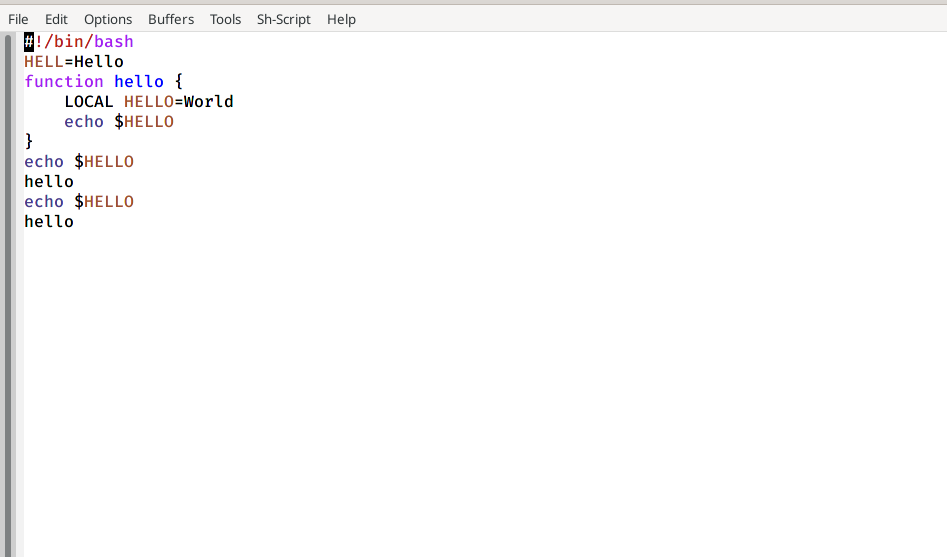 File Edit Options Buffers Tools Sh-Script Help
#!/bin/bash
HELL=Hello
function hello {
    LOCAL HELLO=World
    echo $HELLO
}
echo $HELLO
hello
echo $HELLO
hello